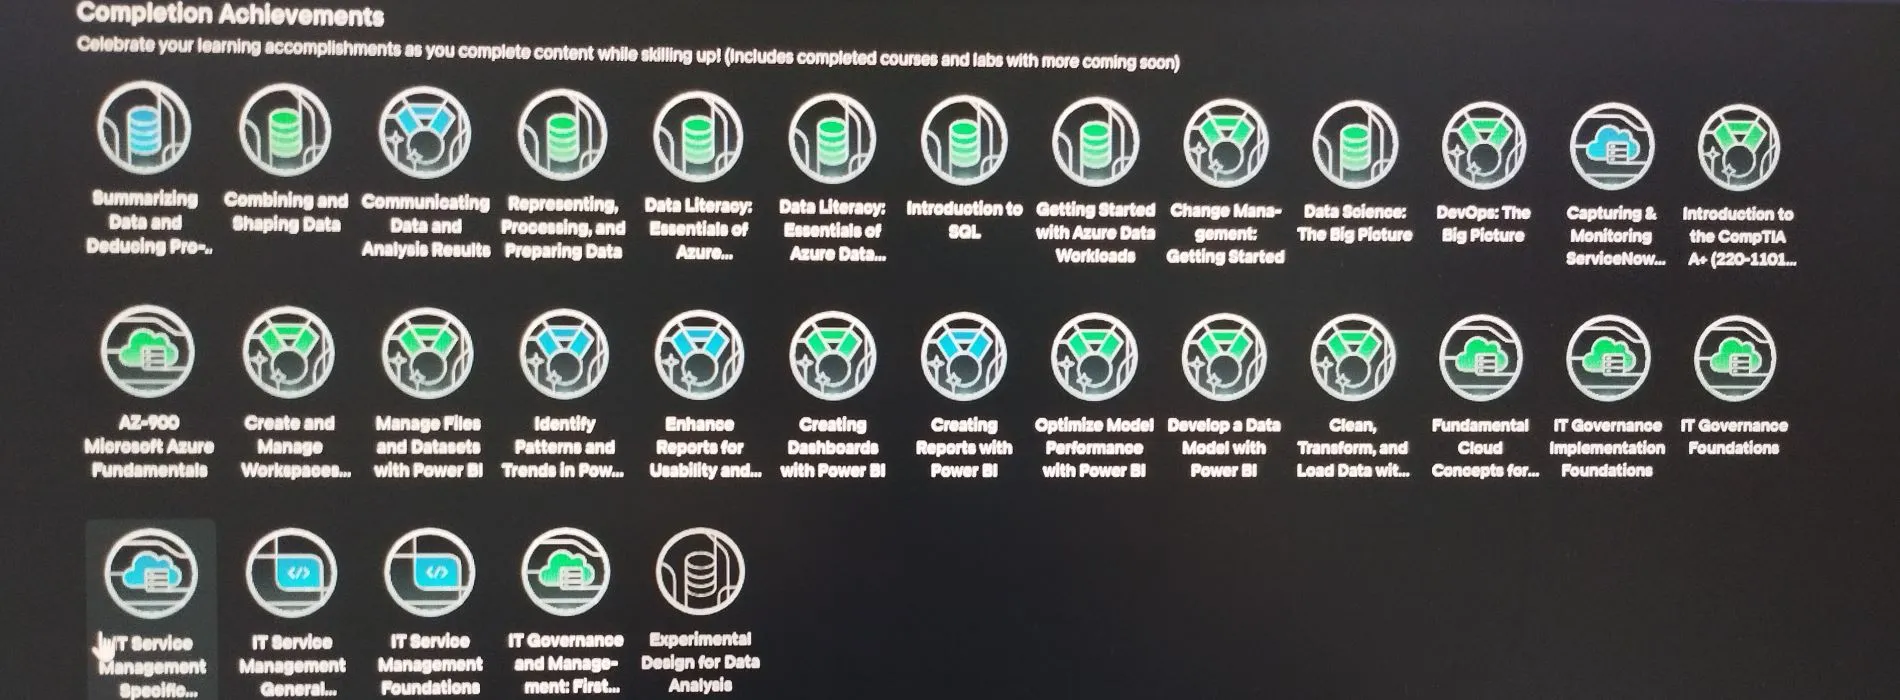 Completion Achievements
Celebrate your learning accomplishments as you complete content while skilling up! (Includes completed courses and labs with more coming soon)
Summarizing
Data and
Deducing Pro-..
Combining and
Shaping Data
Communicating
Data and
Analysis Results
Representing,
Processing, and
Preparing Data
Data Literacy:
Essentials of
Azure...
Data Literacy:
Essentials of
Azure Data...
Introduction to
SQL
Getting Started
with Azure Data
Workloads
Change Mana-
gement:
Getting Started
Data Science:
The Big Picture
DevOps: The
Big Picture
Capturing &
Monitoring
ServiceNow...
Introduction to
the CompTIA
A+ (220-1101...
AZ-900
Microsoft Azure
Fundamentals
Create and
Manage
Workspaces...
Manage Files
and Datasets
with Power BI
Identify
Patterns and
Trends in Pow...
Enhance
Reports for
Usability and...
Creating
Dashboards
with Power BI
Creating
Reports with
Power BI
Optimize Model
Performance
with Power BI
Develop a Data
Model with
Power BI
Clean,
Transform, and
Load Data wit...
Fundamental
Cloud
Concepts for...
IT Governance
Implementation
Foundations
IT Governance
Foundations
IT Service
Management
Specific...
IT Service
Management
General...
IT Service
Management
Foundations
IT Governance
and Manage-
ment: First...
Experimental
Design for Data
Analysis